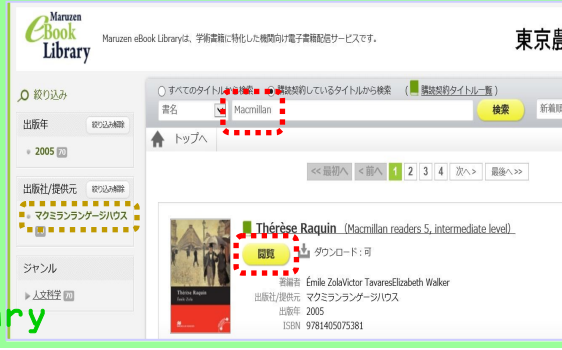 Maruzen
eBook
Library
Maruzen eBook Libraryは、学術書籍に特化した機関向け電子書籍配信サービスです。
東京農
絞り込み
すべてのタイトルから検索 購読契約しているタイトルから検索 ( 購読契約タイトル一覧 )
書名 Macmillan 検索 新着順
出版年 絞り込み解除
2005 70
トップへ
<< 最初へ < 前へ 1 2 3 4 次へ > 最後へ >>
出版社/提供元 絞り込み解除
マクミランランゲージハウス
70
Thérèse Raquin (Macmillan readers 5, intermediate level)
閲覧 ダウンロード : 可
ジャンル
人文科学 70
著編者 Émile ZolaVictor TavaresElizabeth Walker
出版社/提供元 マクミランランゲージハウス
出版年 2005
ISBN 9781405075381
Thérèse Raquin
ary